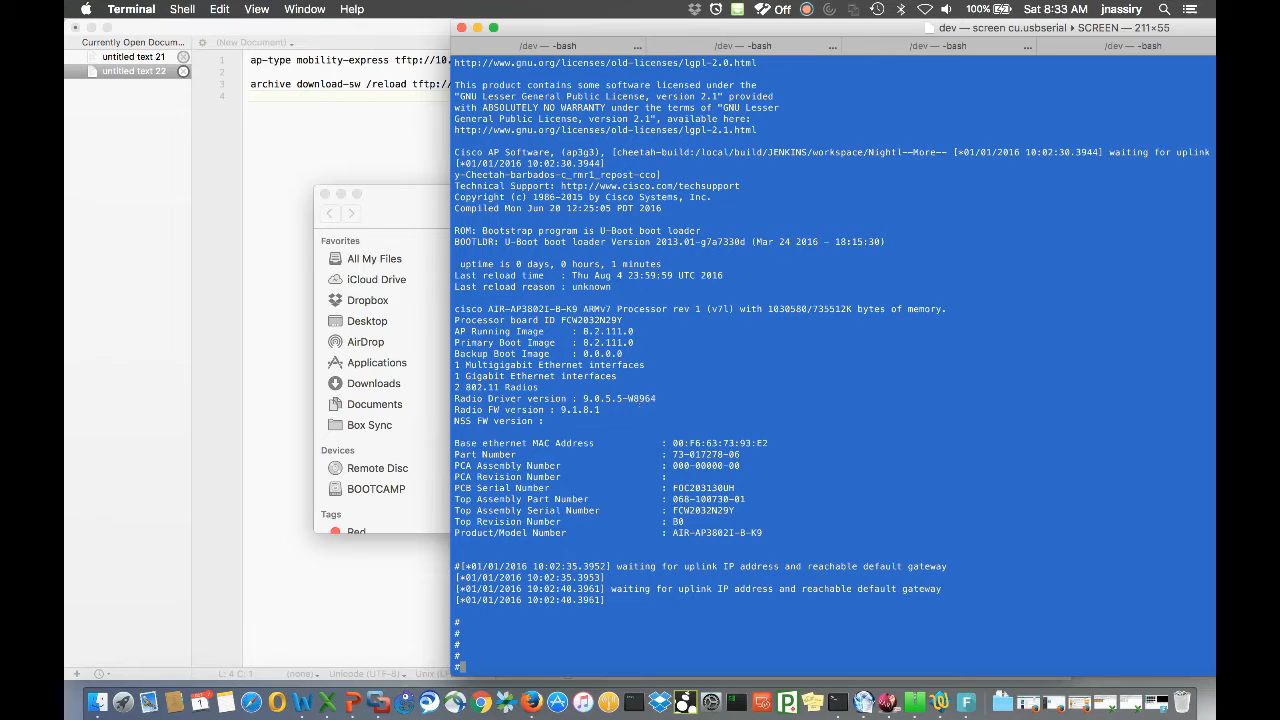 Terminal Shell Edit View Window Help
Off
100%
8:33 AM jnassiry
Currently Open Docum...
(New Document)
dev — screen cu.usbserial ▸ SCREEN — 211×55
untitled text 21
untitled text 22
/dev — -bash
...
/dev — -bash
...
/dev — -bash
...
/dev — -bash
1 ap-type mobility-express tftp://10.
2
3 archive download-sw /reload tftp://
4
http://www.gnu.org/licenses/old-licenses/lgpl-2.0.html
This product contains some software licensed under the
"GNU Lesser General Public License, version 2.1" provided
with ABSOLUTELY NO WARRANTY under the terms of "GNU Lesser
General Public License, version 2.1", available here:
http://www.gnu.org/licenses/old-licenses/lgpl-2.1.html
Cisco AP Software, (ap3g3), [cheetah-build:/local/build/JENKINS/workspace/Nightl--More-- [*01/01/2016 10:02:30.3944] waiting for uplink
[*01/01/2016 10:02:30.3944]
y-Cheetah-barbados-c_rmr1_repost-cco]
Technical Support: http://www.cisco.com/techsupport
Copyright (c) 1986-2015 by Cisco Systems, Inc.
Compiled Mon Jun 20 12:25:05 PDT 2016
ROM: Bootstrap program is U-Boot boot loader
BOOTLDR: U-Boot boot loader Version 2013.01-g7a7330d (Mar 24 2016 - 18:15:30)
uptime is 0 days, 0 hours, 1 minutes
Last reload time : Thu Aug 4 23:59:59 UTC 2016
Last reload reason : unknown
cisco AIR-AP3802I-B-K9 ARMv7 Processor rev 1 (v7l) with 1030580/735512K bytes of memory.
Processor board ID FCW2032N29Y
AP Running Image : 8.2.111.0
Primary Boot Image : 8.2.111.0
Backup Boot Image : 0.0.0.0
1 Multigigabit Ethernet interfaces
1 Gigabit Ethernet interfaces
2 802.11 Radios
Radio Driver version : 9.0.5.5-W8964
Radio FW version : 9.1.8.1
NSS FW version :
Base ethernet MAC Address : 00:F6:63:73:93:E2
Part Number : 73-017278-06
PCA Assembly Number : 000-00000-00
PCA Revision Number :
PCB Serial Number : FOC203130UH
Top Assembly Part Number : 068-100730-01
Top Assembly Serial Number : FCW2032N29Y
Top Revision Number : B0
Product/Model Number : AIR-AP3802I-B-K9
#[*01/01/2016 10:02:35.3952] waiting for uplink IP address and reachable default gateway
[*01/01/2016 10:02:35.3953]
[*01/01/2016 10:02:40.3961] waiting for uplink IP address and reachable default gateway
[*01/01/2016 10:02:40.3961]
#
#
#
#
#
Favorites
All My Files
iCloud Drive
Dropbox
Desktop
AirDrop
Applications
Downloads
Documents
Box Sync
Devices
Remote Disc
BOOTCAMP
Tags
Red
L: 4 C: 1
(none)
Unicode (UTF-8)
Unix (L